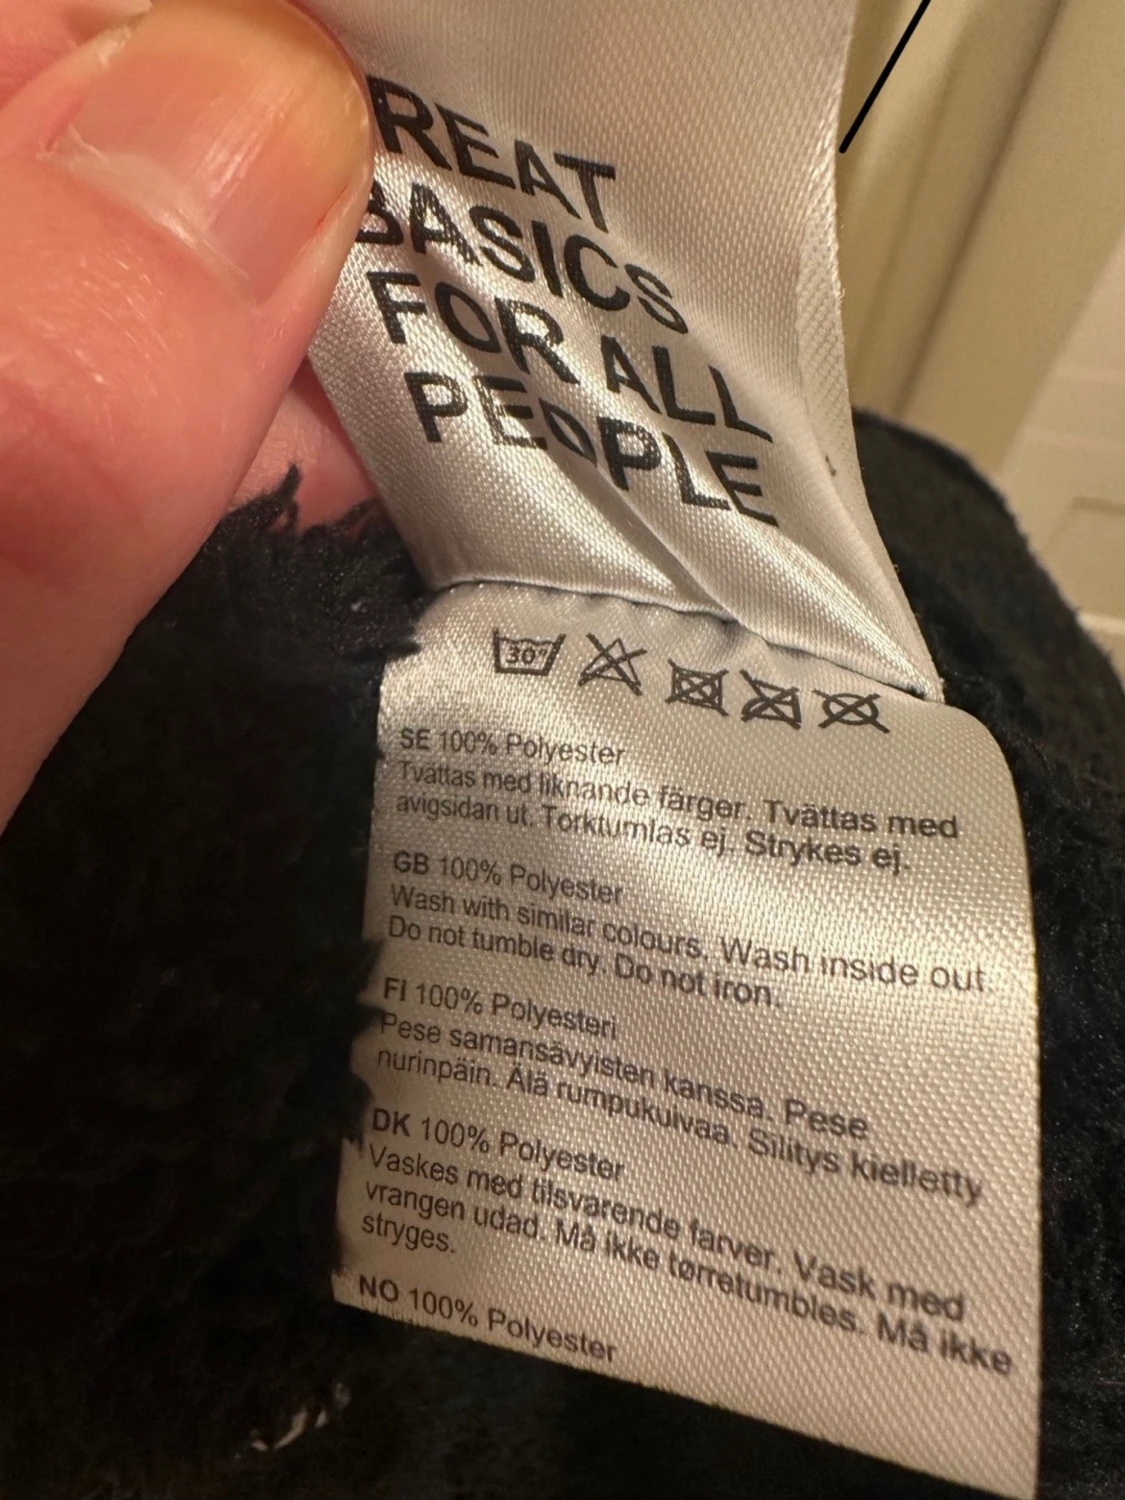 REAT
BASICS
FOR ALL
PEOPLE
30°
SE 100% Polyester
Tvättas med liknande färger. Tvättas med
avigsidan ut. Torktumlas ej. Strykes ej.
GB 100% Polyester
Wash with similar colours. Wash inside out.
Do not tumble dry. Do not iron.
FI 100% Polyesteri
Pese samansävyisten kanssa. Pese
nurinpäin. Älä rumpukuivaa. Silitys kielletty
DK 100% Polyester
Vaskes med tilsvarende farver. Vask med
vrangen udad. Må ikke tørretumbles. Må ikke
stryges.
NO 100% Polyester